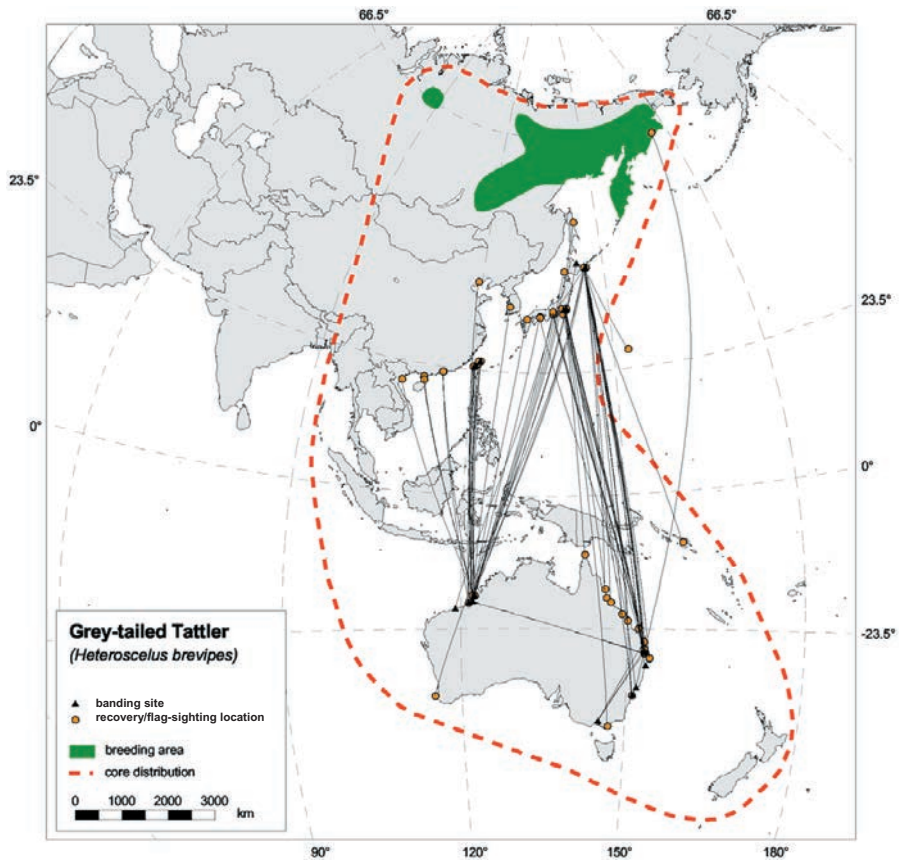 66.5°
66.5°
23.5°
23.5°
0°
0°
-23.5°
Grey-tailed Tattler
(Heteroscelus brevipes)
banding site
recovery/flag-sighting location
breeding area
core distribution
0 1000 2000 3000
km
90°
120°
150°
180°